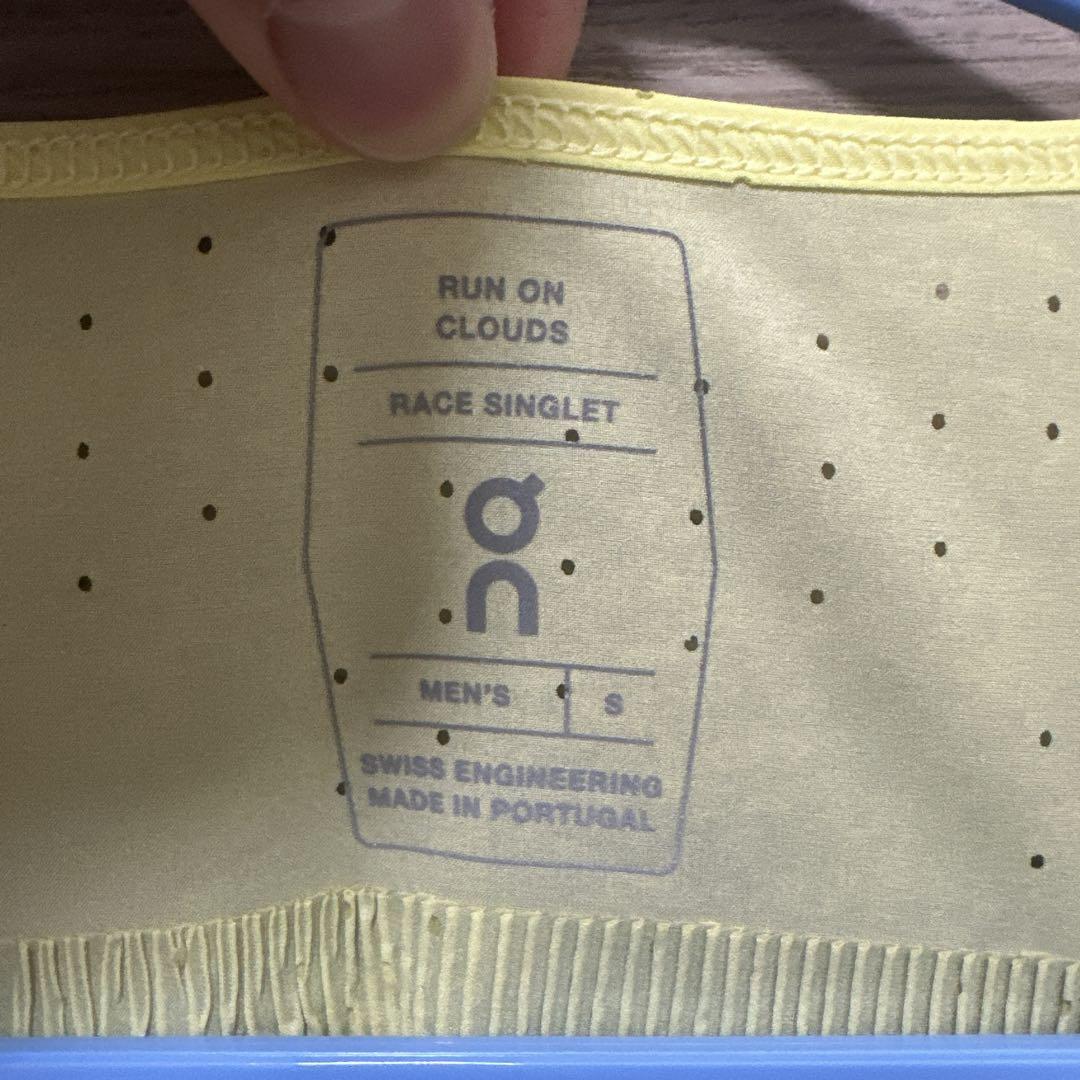 RUN ON
CLOUDS
RACE SINGLET
On
MEN'S S
SWISS ENGINEERING
MADE IN PORTUGAL